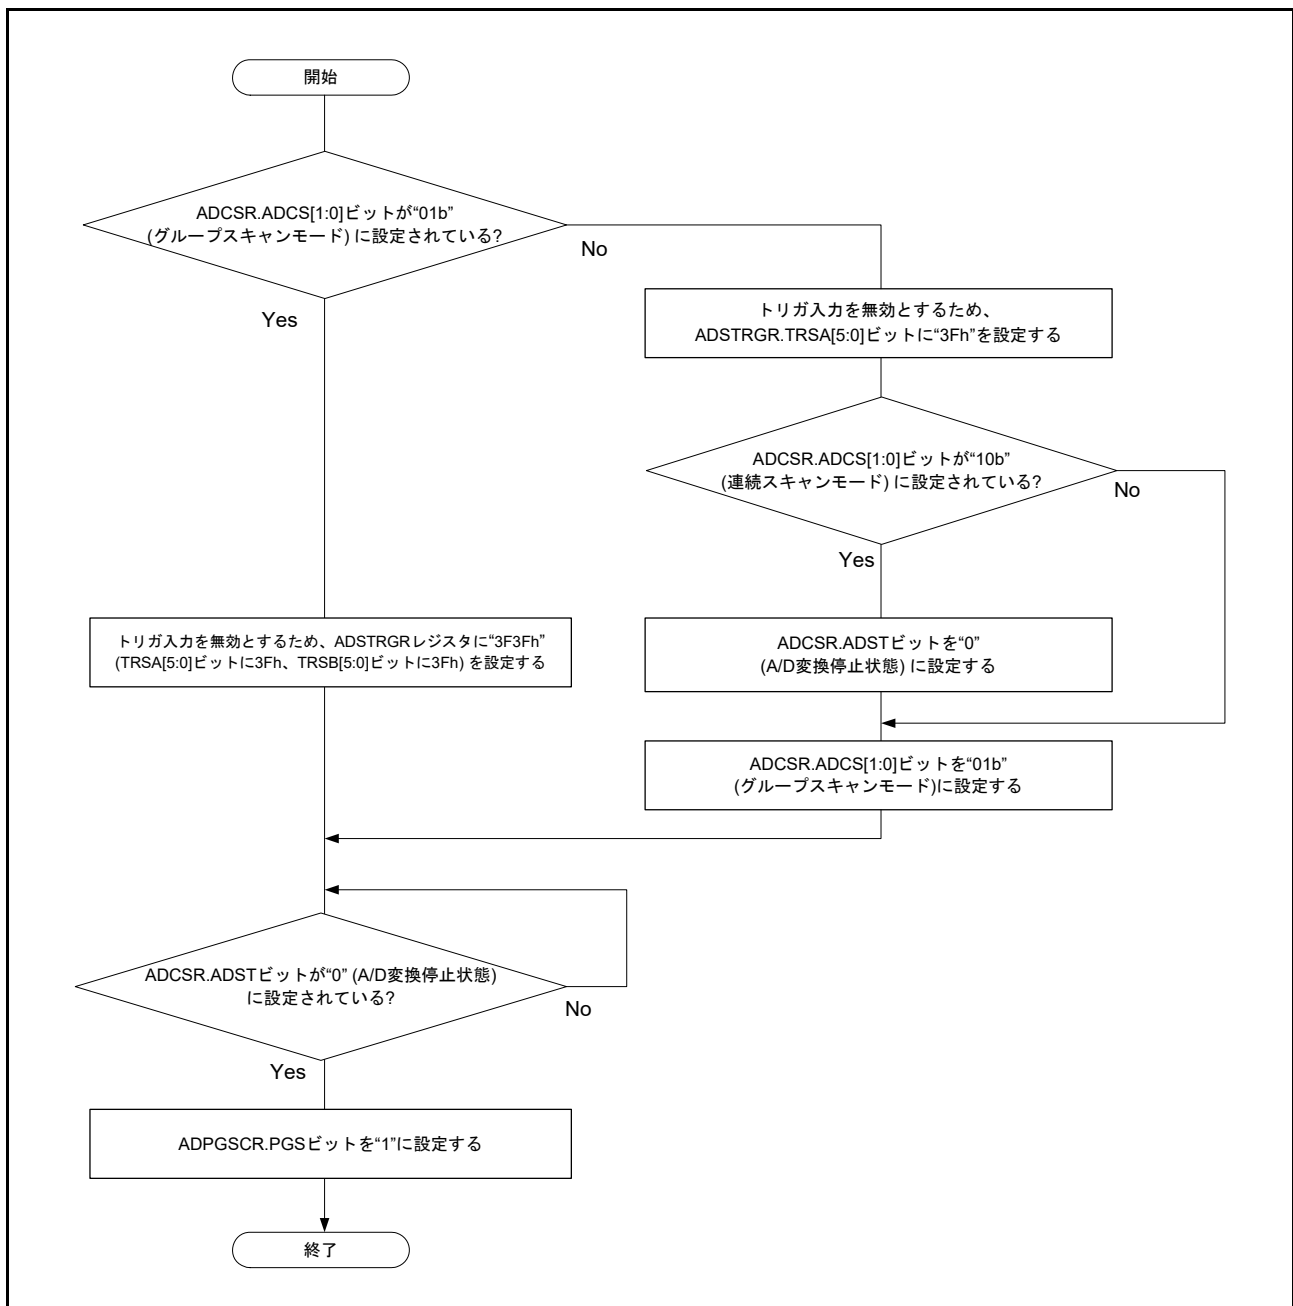 開始
ADCSR.ADCS[1:0]ビットが“01b”
(グループスキャンモード) に設定されている?
No
Yes
トリガ入力を無効とするため、
ADSTRGR.TRSA[5:0]ビットに“3Fh”を設定する
ADCSR.ADCS[1:0]ビットが“10b”
(連続スキャンモード) に設定されている?
No
Yes
トリガ入力を無効とするため、ADSTRGRレジスタに“3F3Fh”
(TRSA[5:0]ビットに3Fh、TRSB[5:0]ビットに3Fh) を設定する
ADCSR.ADSTビットを“0”
(A/D変換停止状態) に設定する
ADCSR.ADCS[1:0]ビットを“01b”
(グループスキャンモード)に設定する
ADCSR.ADSTビットが“0” (A/D変換停止状態)
に設定されている?
No
Yes
ADPGSCR.PGSビットを“1”に設定する
終了